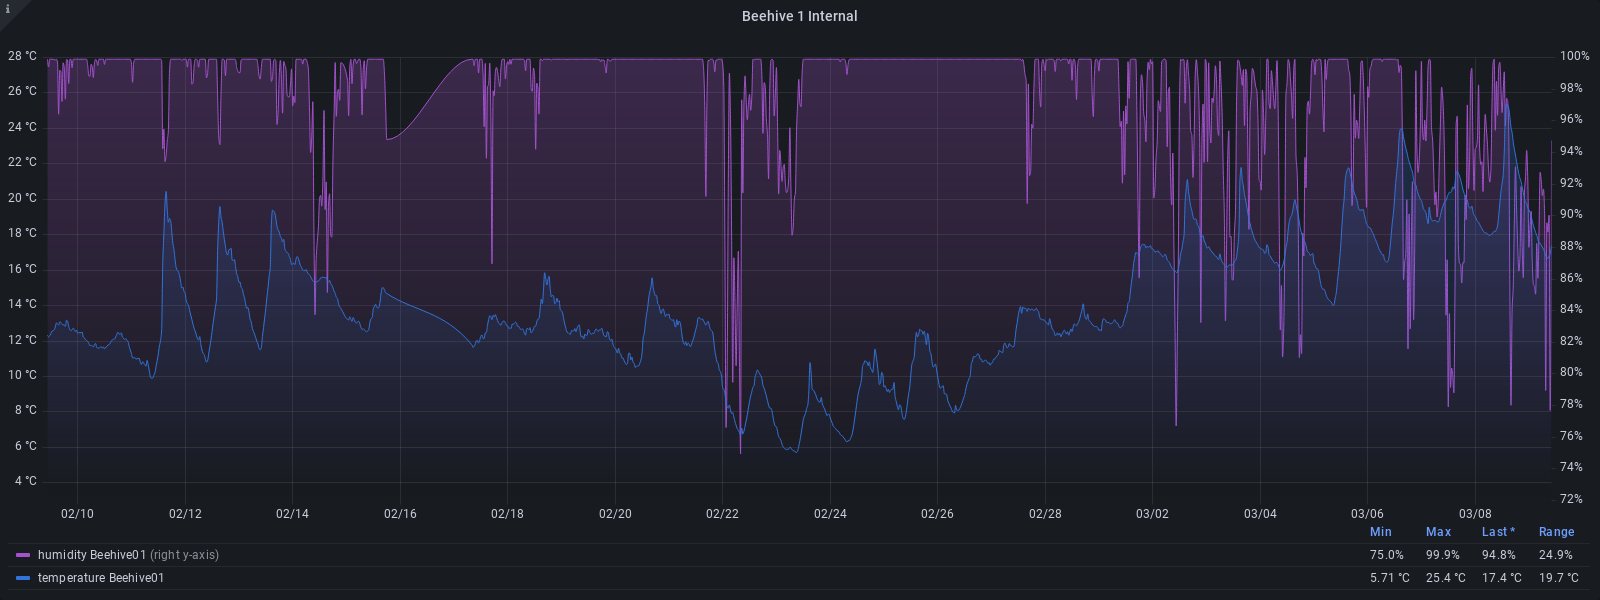 i
Beehive 1 Internal
28 °C 100%
26 °C 98%
24 °C 96%
22 °C 94%
20 °C 92%
18 °C 90%
16 °C 88%
14 °C 86%
12 °C 84%
10 °C 82%
8 °C 80%
6 °C 78%
4 °C 76%
74%
72%
02/10 02/12 02/14 02/16 02/18 02/20 02/22 02/24 02/26 02/28 03/02 03/04 03/06 03/08
Min Max Last * Range
humidity Beehive01 (right y-axis) 75.0% 99.9% 94.8% 24.9%
temperature Beehive01 5.71 °C 25.4 °C 17.4 °C 19.7 °C